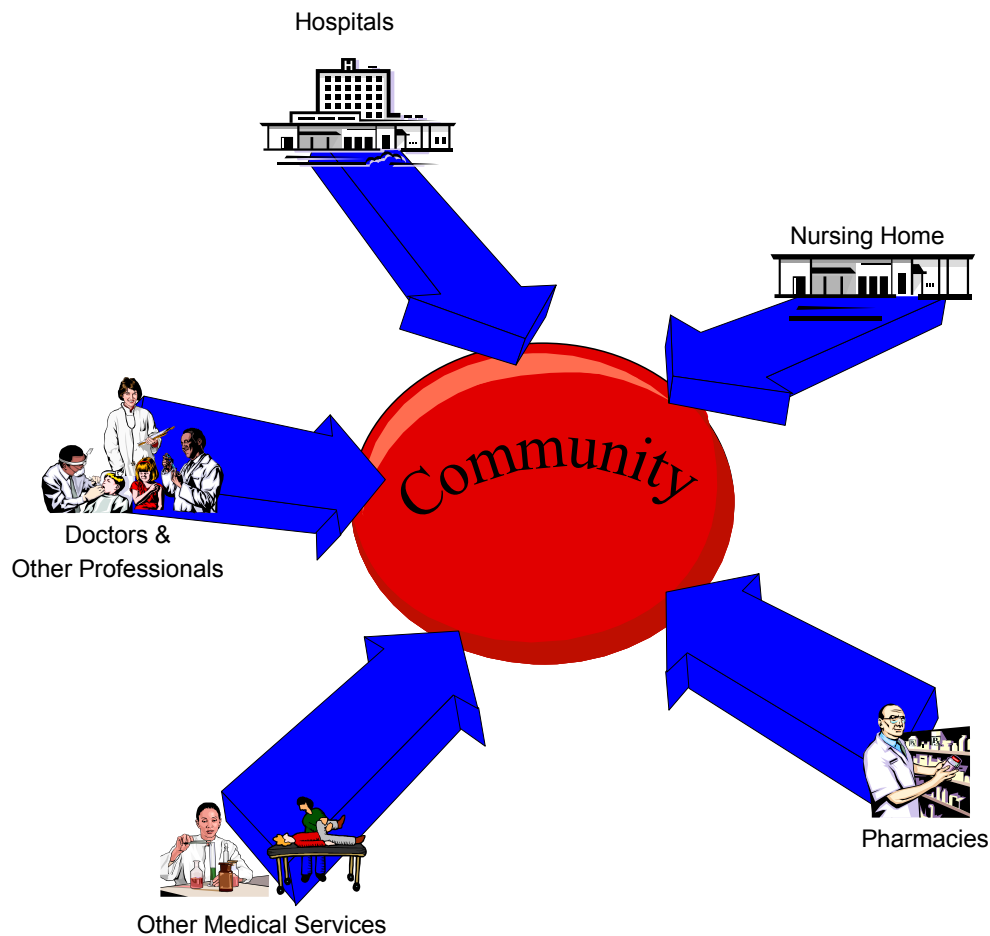 Hospitals
H
Nursing Home
Community
Doctors &
Other Professionals
Pharmacies
Other Medical Services